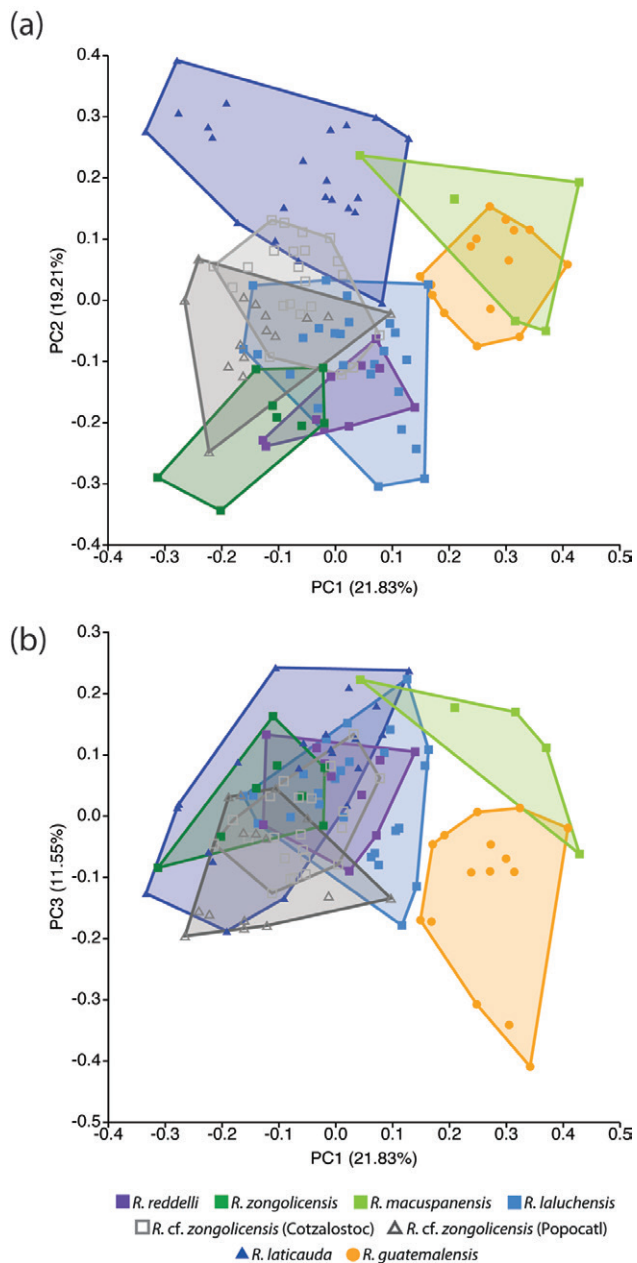 (a)
0.4
0.3
0.2
0.1
0.0
-0.1
-0.2
-0.3
-0.4
PC2 (19.21%)
-0.4 -0.3 -0.2 -0.1 0.0 0.1 0.2 0.3 0.4 0.5
PC1 (21.83%)
(b)
0.3
0.2
0.1
0.0
-0.1
-0.2
-0.3
-0.4
-0.5
PC3 (11.55%)
-0.4 -0.3 -0.2 -0.1 0.0 0.1 0.2 0.3 0.4 0.5
PC1 (21.83%)
R. reddelli R. zongolicensis R. macuspanensis R. laluchensis
R. cf. zongolicensis (Cotzalostoc) R. cf. zongolicensis (Popocatl)
R. laticauda R. guatemalensis